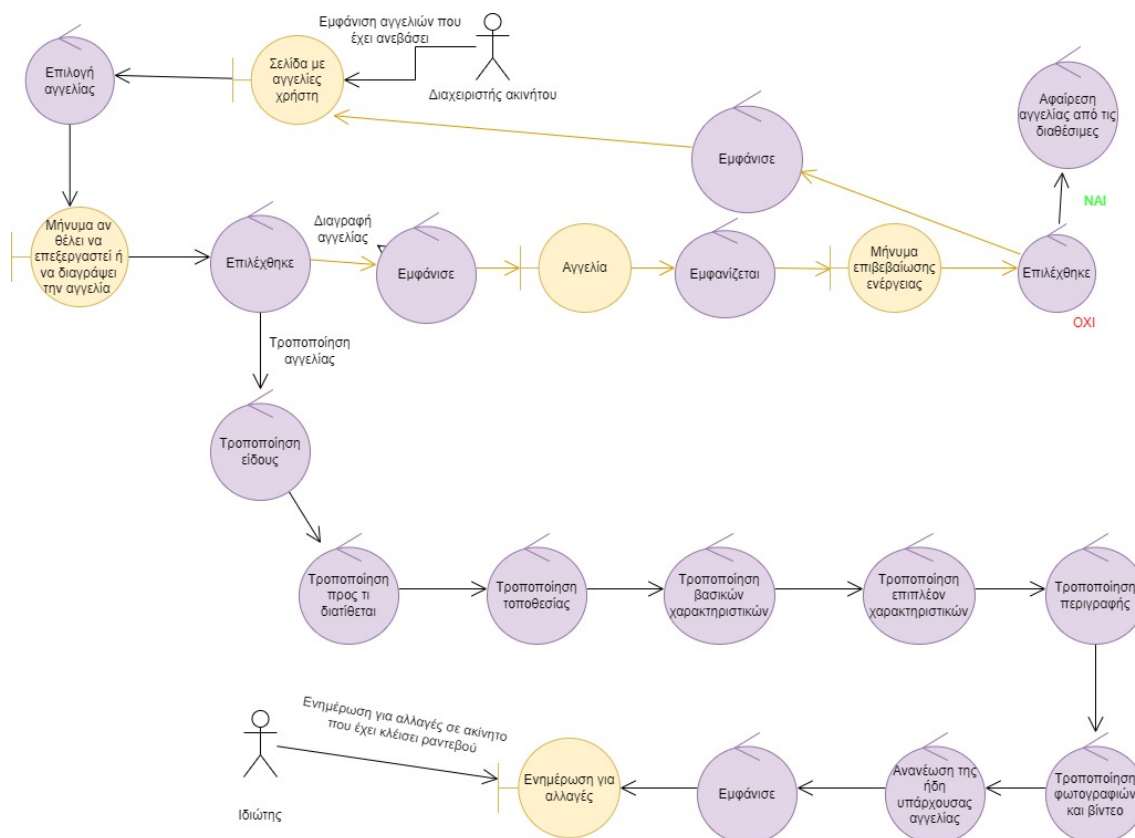 Εμφάνιση αγγελιών που
έχει ανεβάσει
Διαχειριστής ακινήτου
Σελίδα με
αγγελίες
χρήστη
Επιλογή
αγγελίας
Αφαίρεση
αγγελίας από τις
διαθέσιμες
Εμφάνισε
ΝΑΙ
Μήνυμα αν
θέλει να
επεξεργαστεί ή
να διαγράψει
την αγγελία
Επιλέχθηκε
Διαγραφή
αγγελίας
Εμφάνισε
Αγγελία
Εμφανίζεται
Μήνυμα
επιβεβαίωσης
ενέργειας
Επιλέχθηκε
ΟΧΙ
Τροποποίηση
αγγελίας
Τροποποίηση
είδους
Τροποποίηση
προς τι
διατίθεται
Τροποποίηση
τοποθεσίας
Τροποποίηση
βασικών
χαρακτηριστικών
Τροποποίηση
επιπλέον
χαρακτηριστικών
Τροποποίηση
περιγραφής
Ενημέρωση για αλλαγές σε ακίνητο
που έχει κλείσει ραντεβού
Ιδιώτης
Ενημέρωση για
αλλαγές
Εμφάνισε
Ανανέωση της
ήδη
υπάρχουσας
αγγελίας
Τροποποίηση
φωτογραφιών
και βίντεο